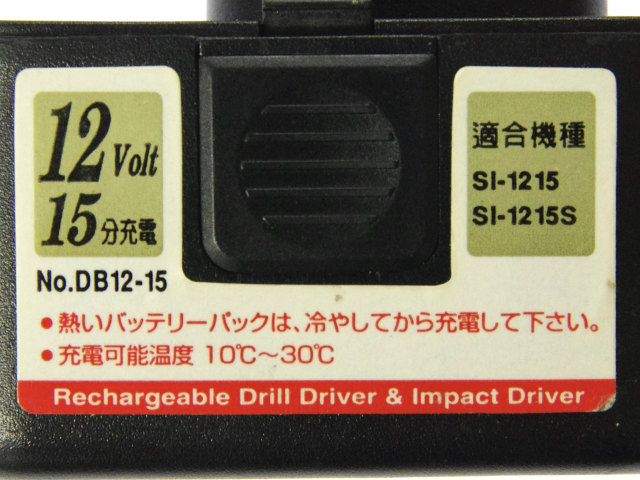 12 Volt
15分充電
No.DB12-15
適合機種
SI-1215
SI-1215S
●熱いバッテリーパックは、冷やしてから充電して下さい。
●充電可能温度 10℃～30℃
Rechargeable Drill Driver & Impact Driver